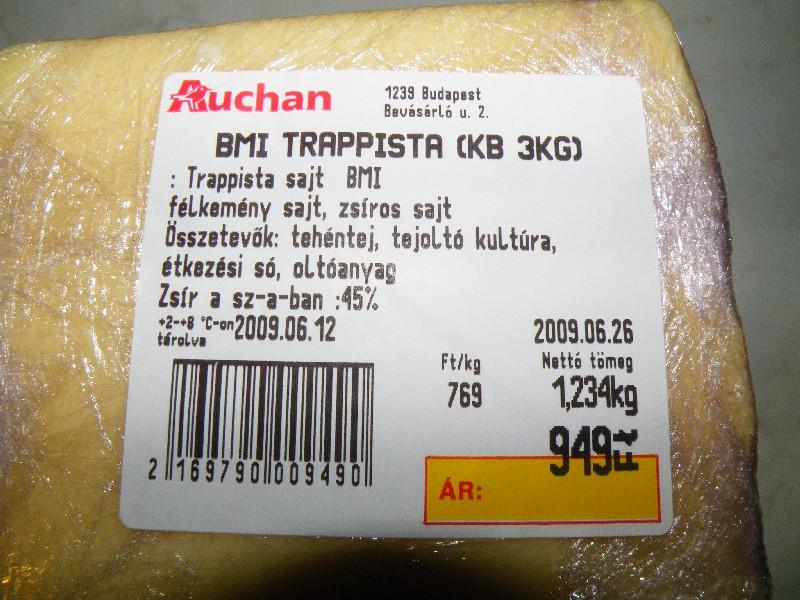 Auchan
1239 Budapest
Bevásárló u. 2.
BMI TRAPPISTA (KB 3KG)
: Trappista sajt BMI
félkemény sajt, zsíros sajt
Összetevők: tehéntej, tejoltó kultúra,
étkezési só, oltóanyag
Zsír a sz-a-ban :45%
+2-+8 °C-on 2009.06.12 2009.06.26
tárolva
Ft/kg Nettó tömeg
769 1,234kg
949Ft
ÁR:
2 169790 009490